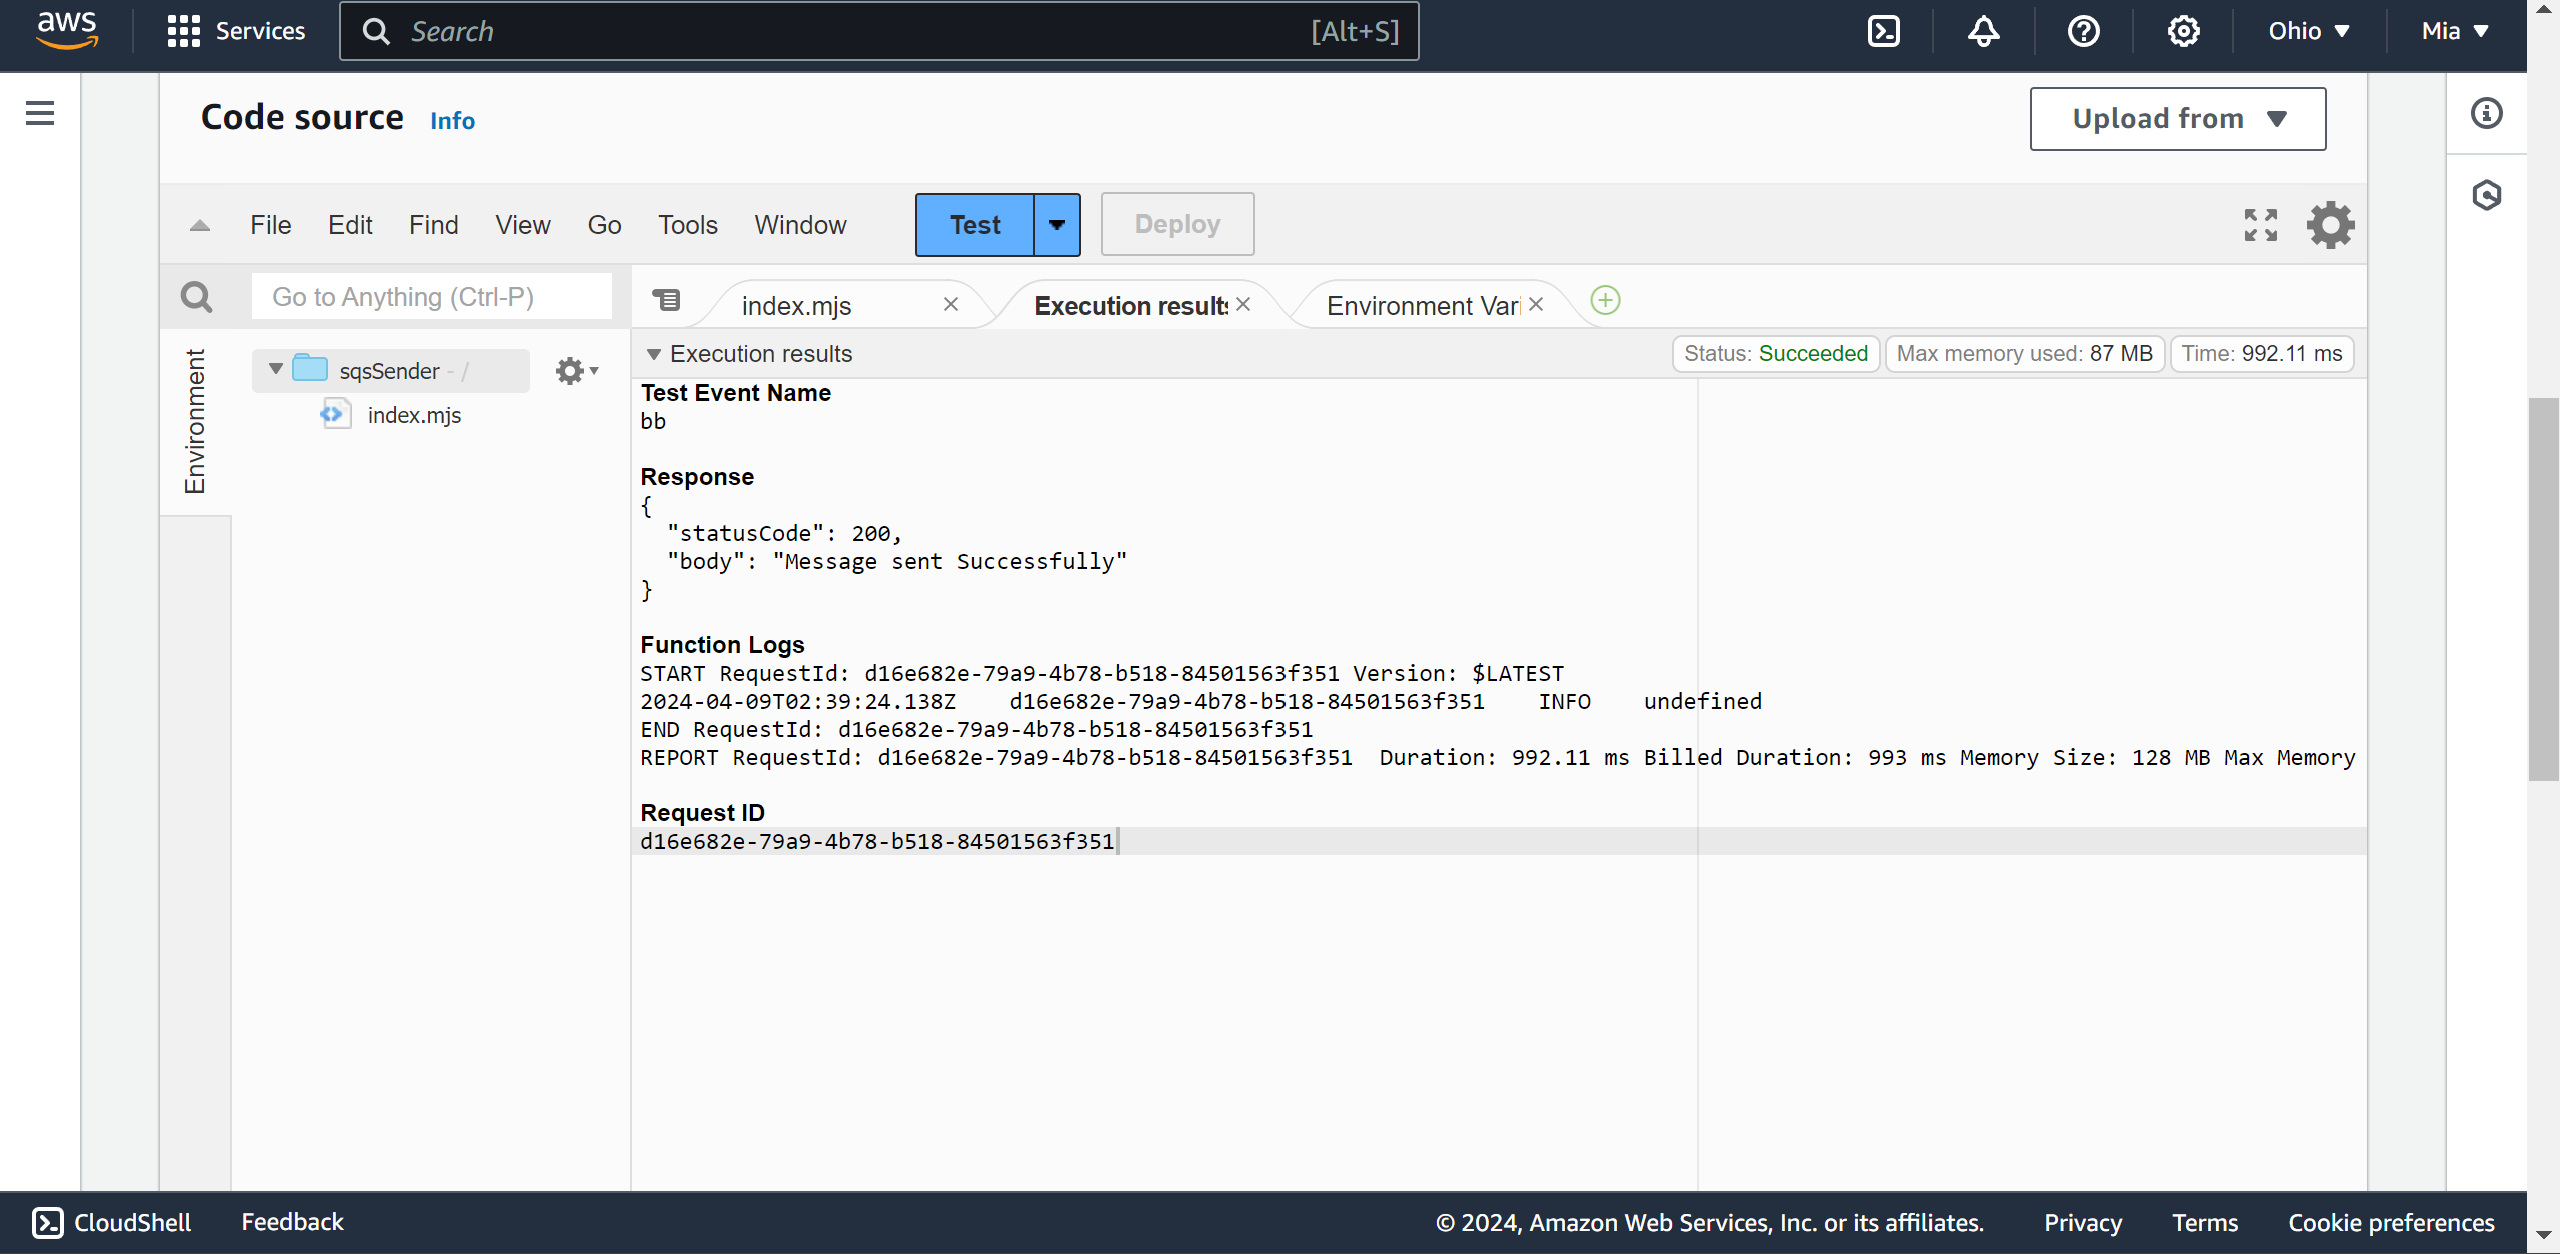 aws
Services
Search
[Alt+S]
Ohio
Mia
Code source
Info
Upload from
File
Edit
Find
View
Go
Tools
Window
Test
Deploy
Go to Anything (Ctrl-P)
index.mjs
Execution results
Environment Vari
Environment
sqsSender - /
index.mjs
Execution results
Status: Succeeded
Max memory used: 87 MB
Time: 992.11 ms
Test Event Name
bb
Response
{
"statusCode": 200,
"body": "Message sent Successfully"
}
Function Logs
START RequestId: d16e682e-79a9-4b78-b518-84501563f351 Version: $LATEST
2024-04-09T02:39:24.138Z d16e682e-79a9-4b78-b518-84501563f351 INFO undefined
END RequestId: d16e682e-79a9-4b78-b518-84501563f351
REPORT RequestId: d16e682e-79a9-4b78-b518-84501563f351 Duration: 992.11 ms Billed Duration: 993 ms Memory Size: 128 MB Max Memory
Request ID
d16e682e-79a9-4b78-b518-84501563f351
CloudShell
Feedback
© 2024, Amazon Web Services, Inc. or its affiliates.
Privacy
Terms
Cookie preferences